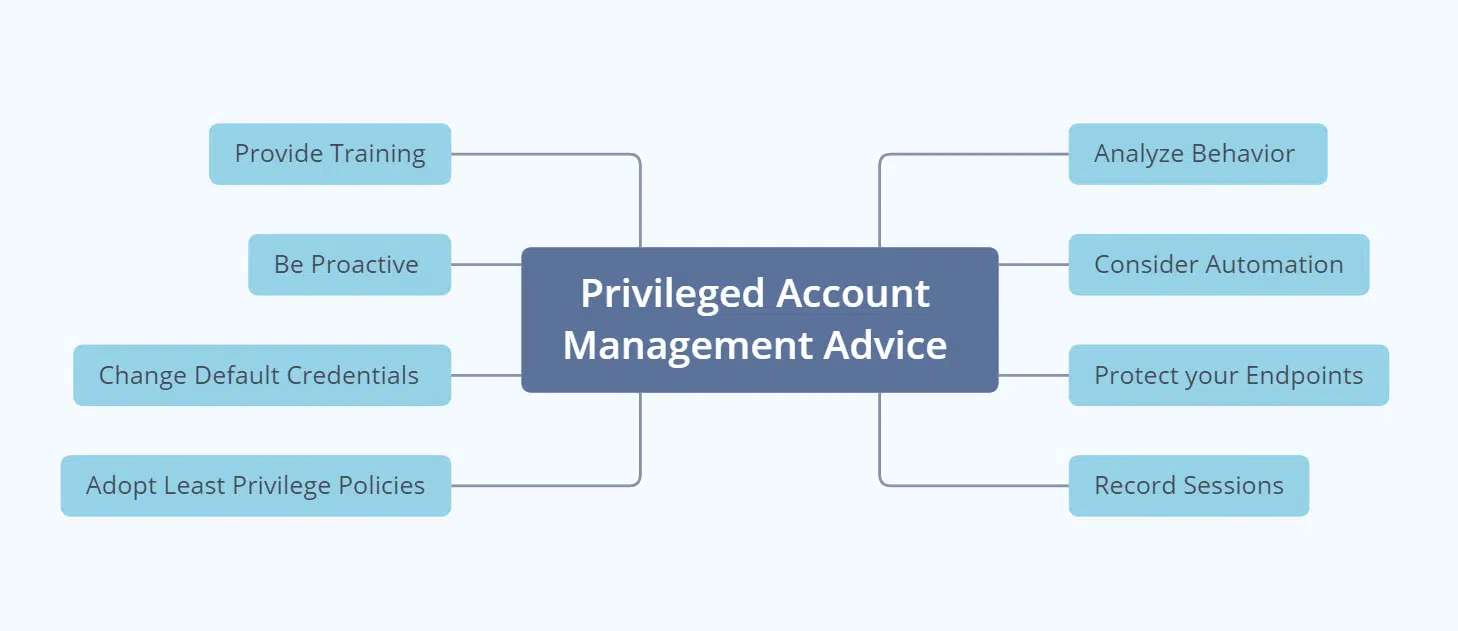 Provide Training
Be Proactive
Change Default Credentials
Adopt Least Privilege Policies
Privileged Account
Management Advice
Analyze Behavior
Consider Automation
Protect your Endpoints
Record Sessions